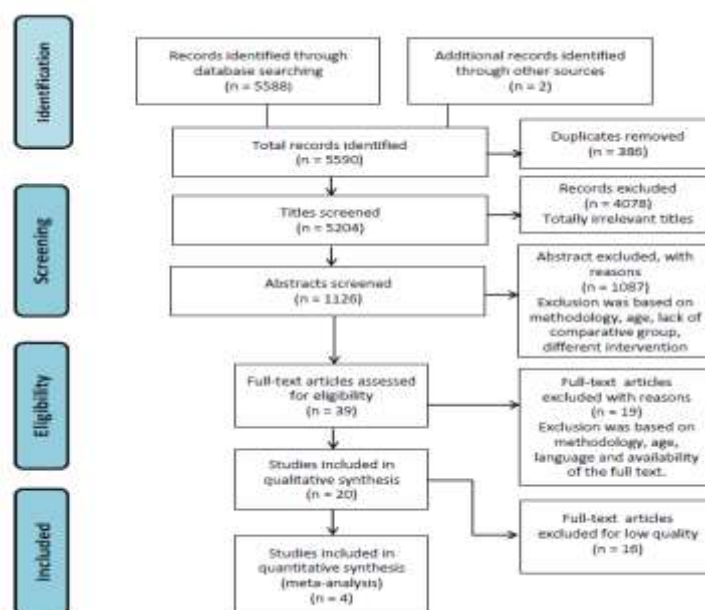 Identification
Records identified through
database searching
(n = 5588)
Additional records identified
through other sources
(n = 2)
Total records identified
(n = 5590)
Duplicates removed
(n = 386)
Screening
Titles screened
(n = 5204)
Records excluded
(n = 4078)
Totally irrelevant titles
Abstracts screened
(n = 1126)
Abstract excluded, with
reasons
(n = 1087)
Exclusion was based on
methodology, age, lack of
comparative group,
different intervention
Eligibility
Full-text articles assessed
for eligibility
(n = 39)
Full-text articles
excluded with reasons
(n = 19)
Exclusion was based on
methodology, age,
language and availability
of the full text.
Studies included in
qualitative synthesis
(n = 20)
Full-text articles
excluded for low quality
(n = 16)
Included
Studies included in
quantitative synthesis
(meta-analysis)
(n = 4)